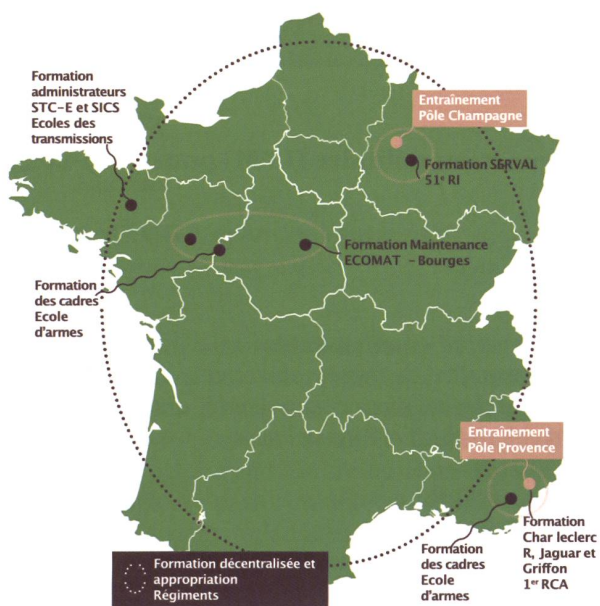 Formation
administrateurs
STC-E et SICS
Ecoles des
transmissions
Entraînement
Pôle Champagne
Formation SERVAL
51e RI
Formation Maintenance
ECOMAT - Bourges
Formation
des cadres
Ecole
d'armes
Entraînement
Pôle Provence
Formation
des cadres
Ecole
d'armes
Formation
Char leclerc
R, Jaguar et
Griffon
1er RCA
Formation décentralisée et
appropriation
Régiments